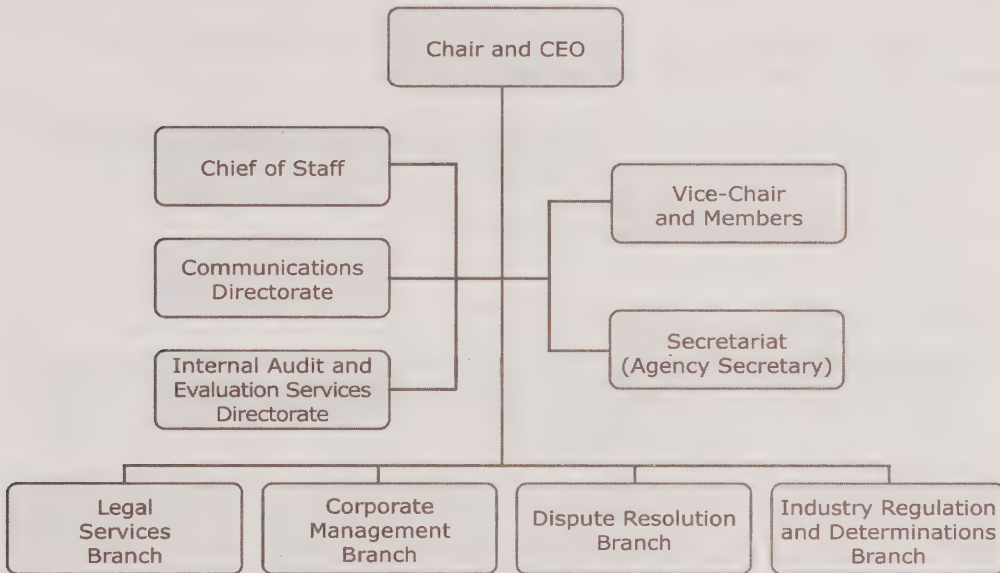 Chair and CEO
Chief of Staff
Vice-Chair
and Members
Communications
Directorate
Secretariat
(Agency Secretary)
Internal Audit and
Evaluation Services
Directorate
Legal
Services
Branch
Corporate
Management
Branch
Dispute Resolution
Branch
Industry Regulation
and Determinations
Branch